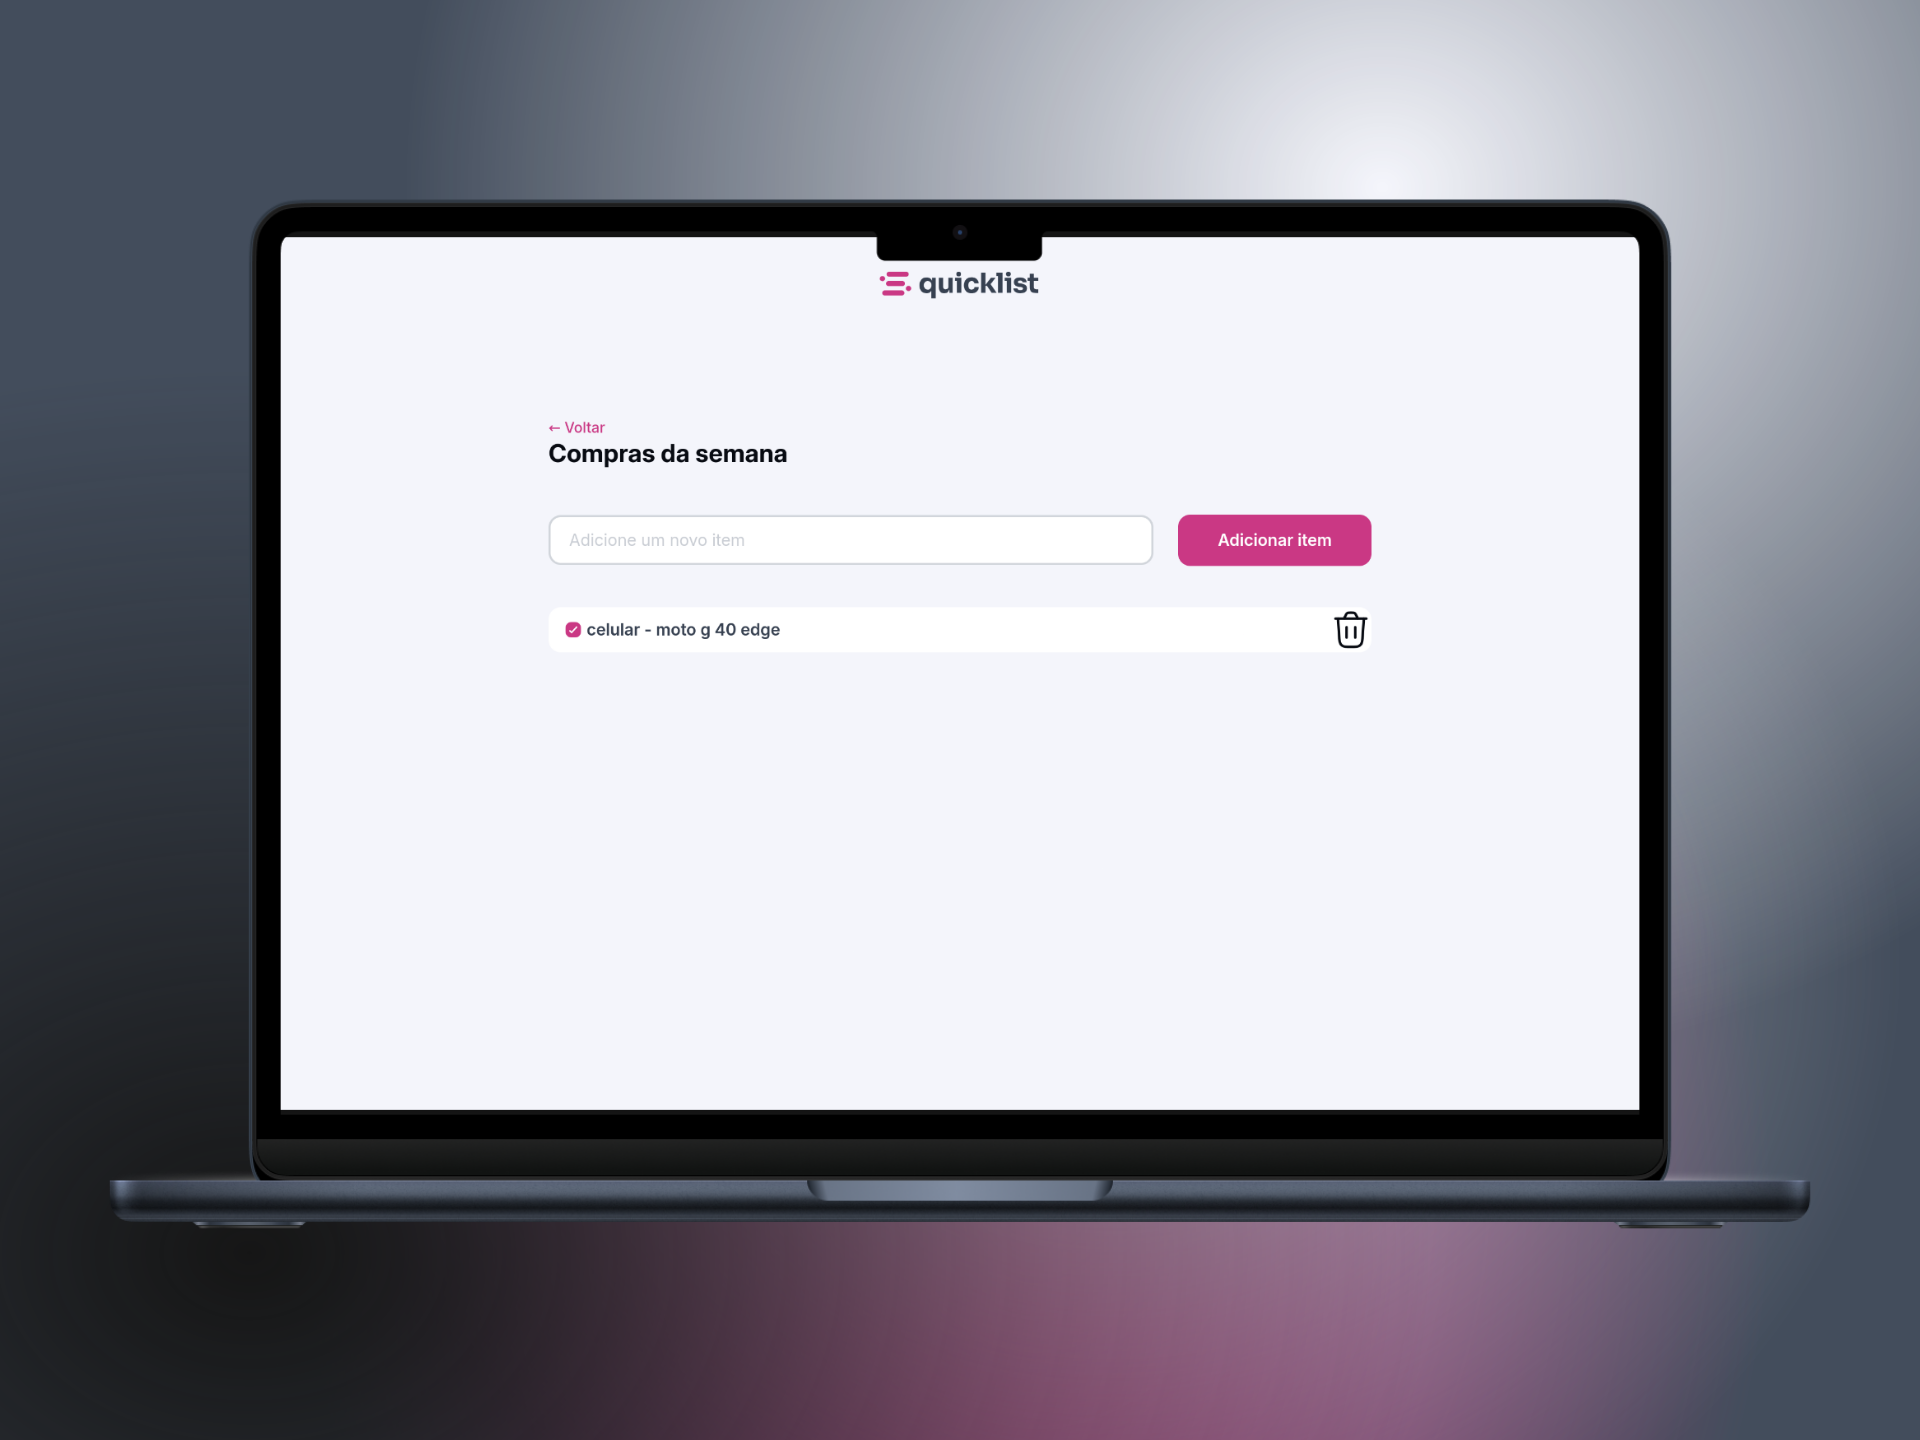 quicklist
← Voltar
Compras da semana
Adicione um novo item
Adicionar item
celular - moto g 40 edge